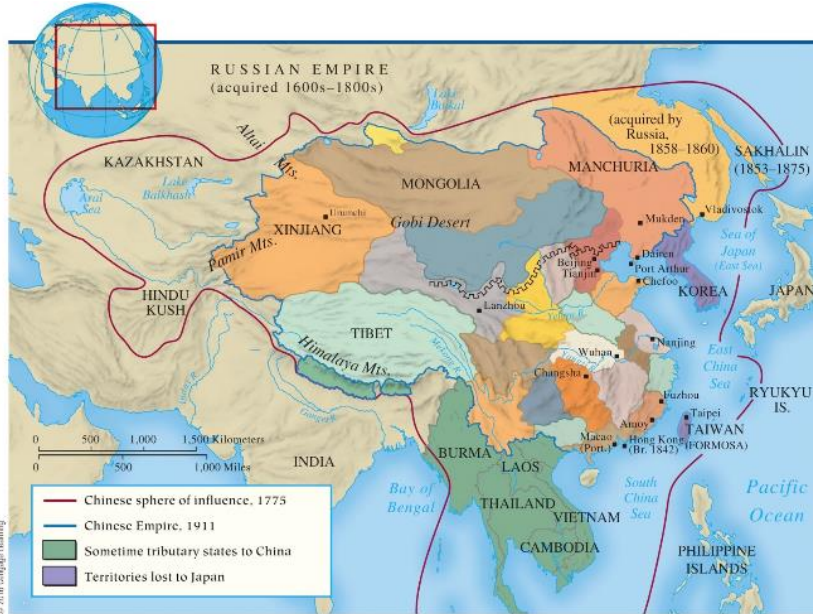 RUSSIAN EMPIRE
(acquired 1600s–1800s)
Lake
Baikal
(acquired by
Russia,
1858–1860)
SAKHALIN
(1853–1875)
Altai Mts.
KAZAKHSTAN
Lake
Balkhash
Aral
Sea
MONGOLIA
MANCHURIA
XINJIANG
Urumchi
Gobi Desert
Mukden
Vladivostok
Pamir Mts.
Sea of
Japan
(East Sea)
Beijing
Tianjin
Dairen
Port Arthur
Chefoo
KOREA
JAPAN
HINDU
KUSH
Lanzhou
Yellow R.
TIBET
Himalaya Mts.
Mekong R.
Wuhan
Yangtze R.
Nanjing
East
China
Sea
Changsha
Indus R.
Ganges R.
Fuzhou
Amoy
Taipei
TAIWAN
(FORMOSA)
RYUKYU
IS.
Macao
(Port.)
Hong Kong
(Br. 1842)
0 500 1,000 1,500 Kilometers
0 500 1,000 Miles
INDIA
BURMA
LAOS
THAILAND
VIETNAM
CAMBODIA
Bay of
Bengal
South
China
Sea
Pacific
Ocean
PHILIPPINE
ISLANDS
Chinese sphere of influence, 1775
Chinese Empire, 1911
Sometime tributary states to China
Territories lost to Japan